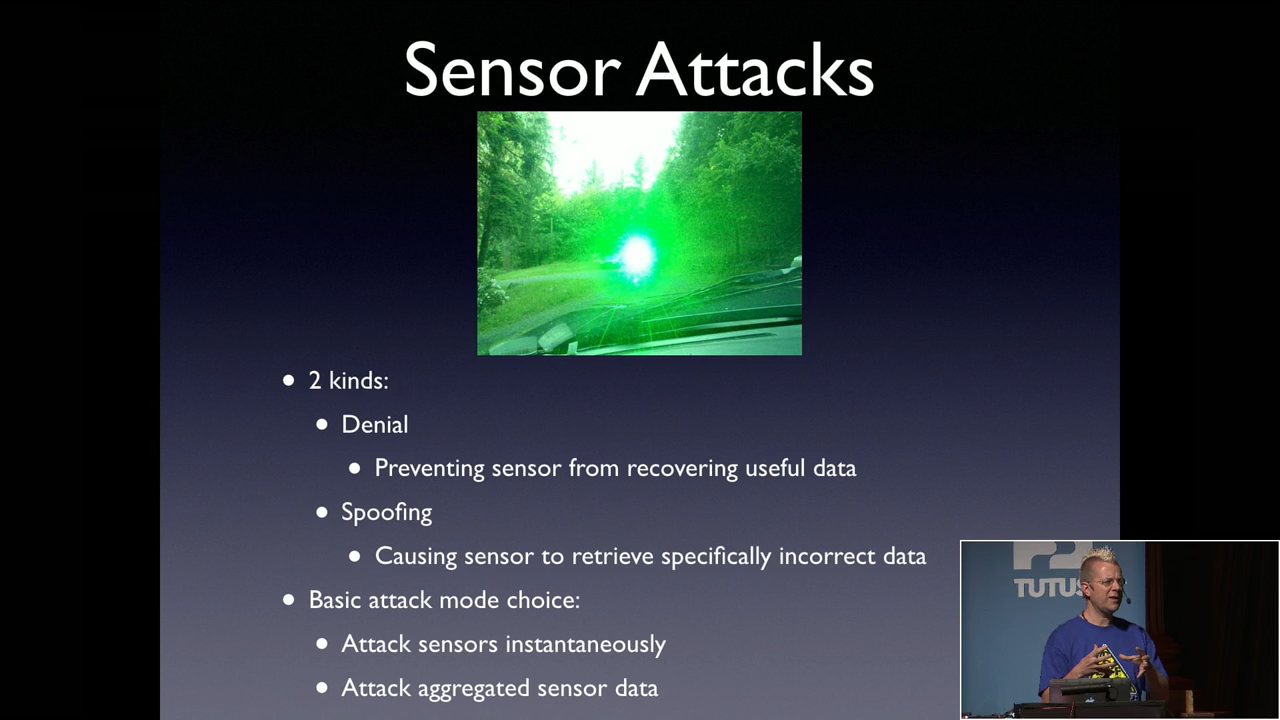 Sensor Attacks
2 kinds:
Denial
Preventing sensor from recovering useful data
Spoofing
Causing sensor to retrieve specifically incorrect data
Basic attack mode choice:
Attack sensors instantaneously
Attack aggregated sensor data